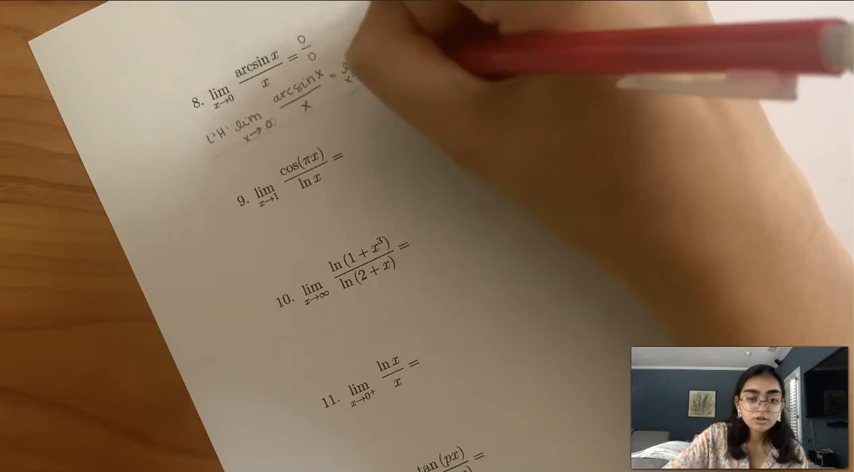 8. lim x→0 arcsin x / x = 0/0
L'H' lim x→0 arcsin x / x =
9. lim x→1 cos(πx) / ln x =
10. lim x→∞ ln (1 + x³) / ln (2 + x) =
11. lim x→0⁺ ln x / x =
tan (px) =